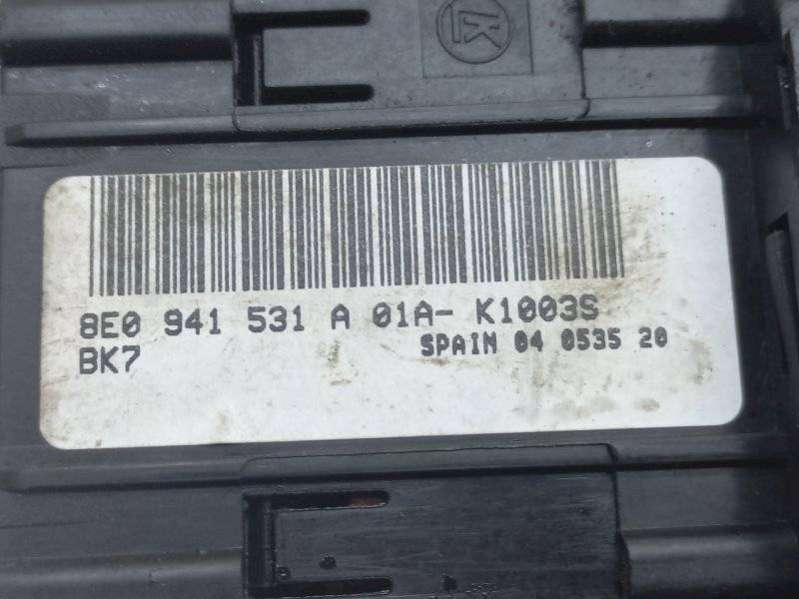 8E0 941 531 A 01A- K1003S
BK7 SPAIN 04 0535 20